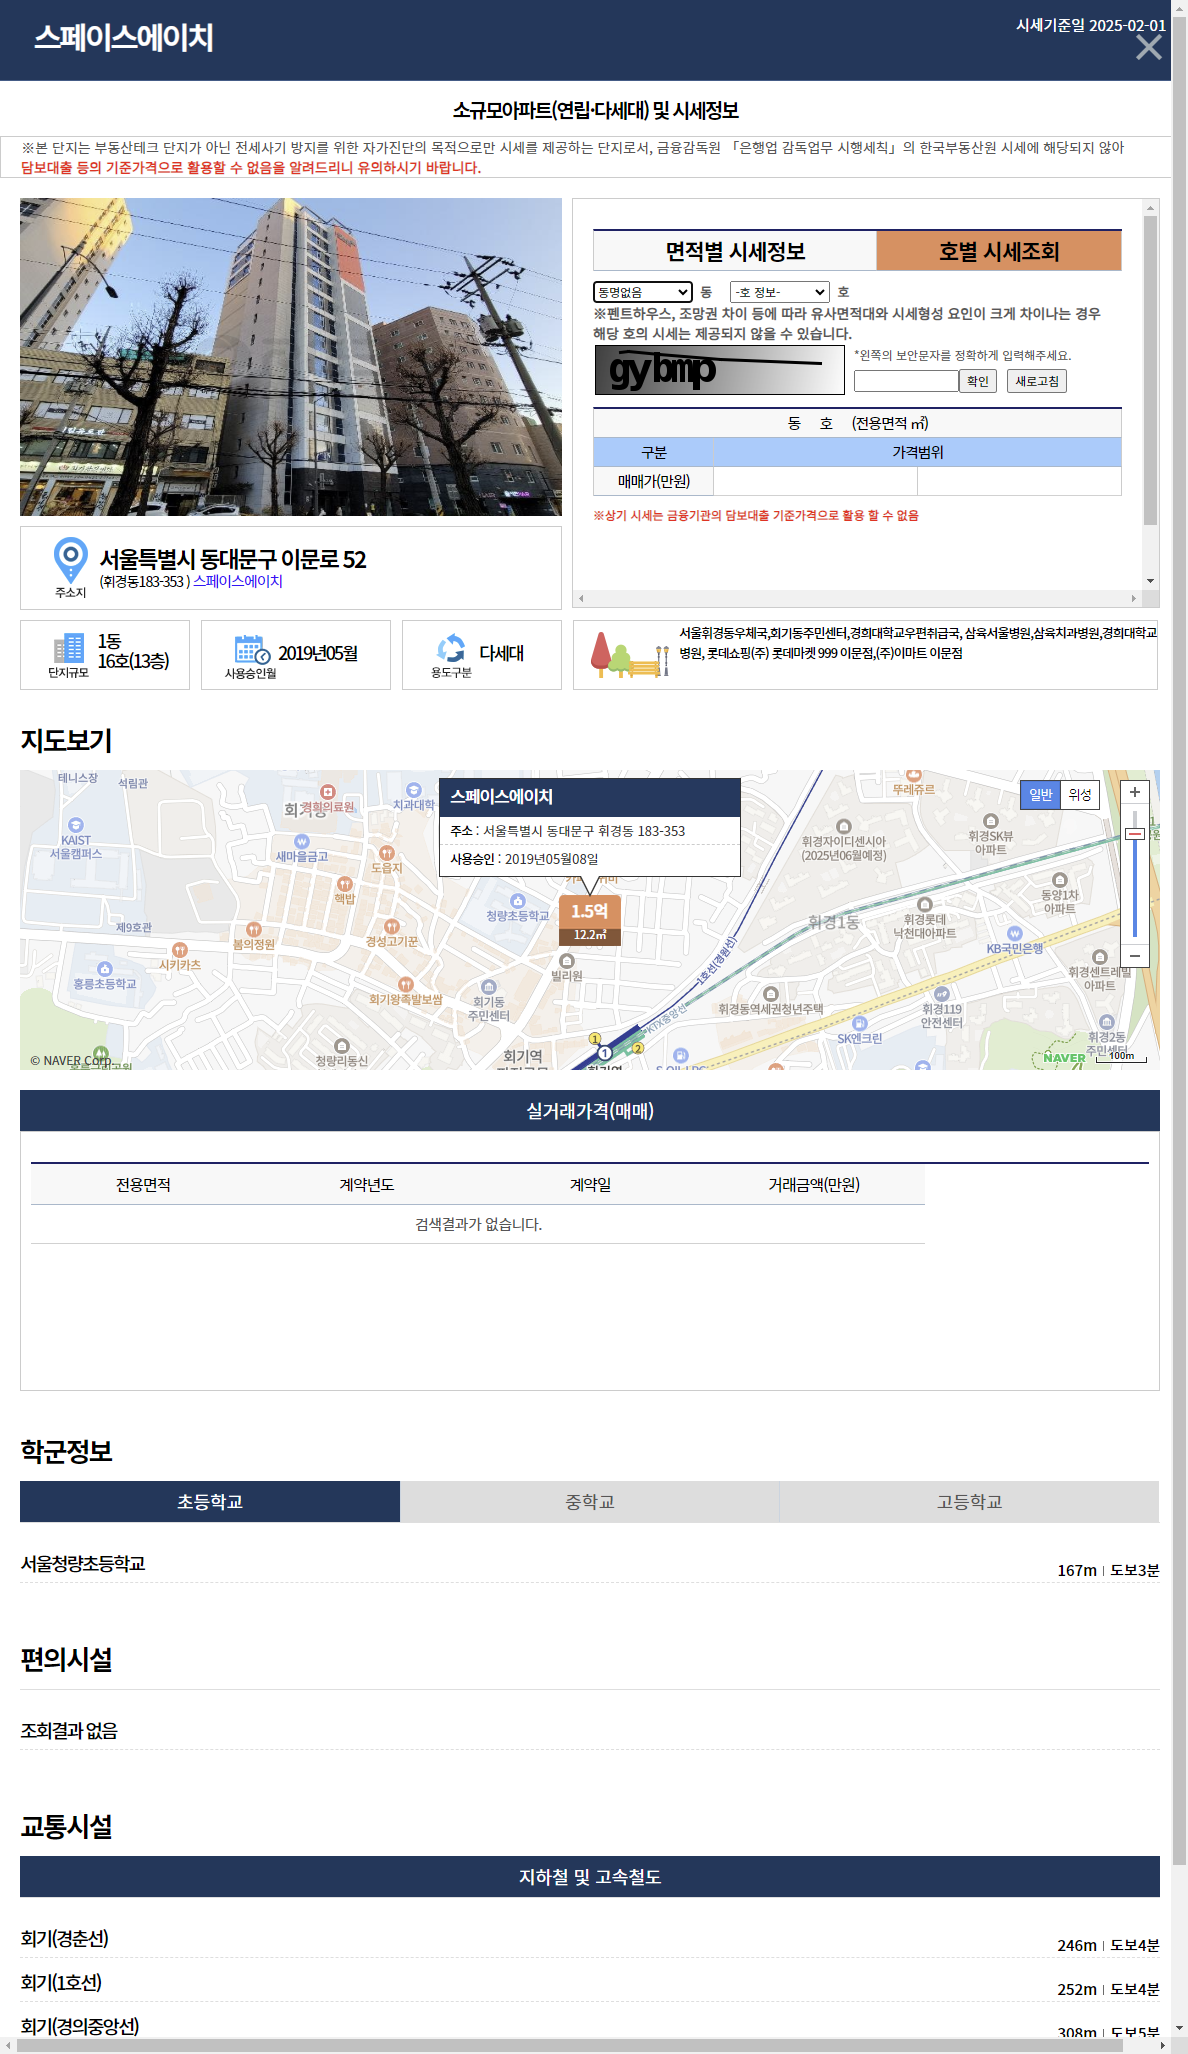 스페이스에이치
시세기준일 2025-02-01
소규모아파트(연립·다세대) 및 시세정보
※본 단지는 부동산테크 단지가 아닌 전세사기 방지를 위한 자가진단의 목적으로만 시세를 제공하는 단지로서, 금융감독원 「은행업 감독업무 시행세칙」의 한국부동산원 시세에 해당되지 않아
담보대출 등의 기준가격으로 활용할 수 없음을 알려드리니 유의하시기 바랍니다.
면적별 시세정보
호별 시세조회
동명없음 동 -호 정보- 호
※펜트하우스, 조망권 차이 등에 따라 유사면적대와 시세형성 요인이 크게 차이나는 경우
해당 호의 시세는 제공되지 않을 수 있습니다.
gybmp
*왼쪽의 보안문자를 정확하게 입력해주세요.
확인 새로고침
동 호 (전용면적 ㎡)
구분 가격범위
매매가(만원)
※상기 시세는 금융기관의 담보대출 기준가격으로 활용 할 수 없음
주소지
서울특별시 동대문구 이문로 52
(휘경동183-353 ) 스페이스에이치
단지규모
1동
16호(13층)
사용승인월
2019년05월
용도구분
다세대
서울휘경동우체국,회기동주민센터,경희대학교우편취급국, 삼육서울병원,삼육치과병원,경희대학교
병원, 롯데쇼핑(주) 롯데마켓 999 이문점,(주)이마트 이문점
지도보기
테니스장
석림관
KAIST
서울캠퍼스
경희의료원
치과대학
새마을금고
도읍지
핵밥
제9호관
봄의정원
경성고기꾼
시키카츠
홍릉초등학교
회기왕족발보쌈
청량초등학교
빌리원
회기동
주민센터
청량리동신
회기역
스페이스에이치
주소 : 서울특별시 동대문구 휘경동 183-353
사용승인 : 2019년05월08일
1.5억
12.2㎡
1호선(경원선)
KTX중앙선
1
1
2
뚜레쥬르
휘경자이디센시아
(2025년06월예정)
휘경SK뷰
아파트
동양1차
아파트
휘경1동
휘경롯데
낙천대아파트
KB국민은행
휘경센트레빌
아파트
휘경동역세권청년주택
휘경119
안전센터
SK엔크린
휘경2동
주민센터
일반 위성
© NAVER Corp.
NAVER
100m
실거래가격(매매)
전용면적 계약년도 계약일 거래금액(만원)
검색결과가 없습니다.
학군정보
초등학교 중학교 고등학교
서울청량초등학교
167m | 도보3분
편의시설
조회결과 없음
교통시설
지하철 및 고속철도
회기(경춘선)
246m | 도보4분
회기(1호선)
252m | 도보4분
회기(경의중앙선)
308m | 도보5분